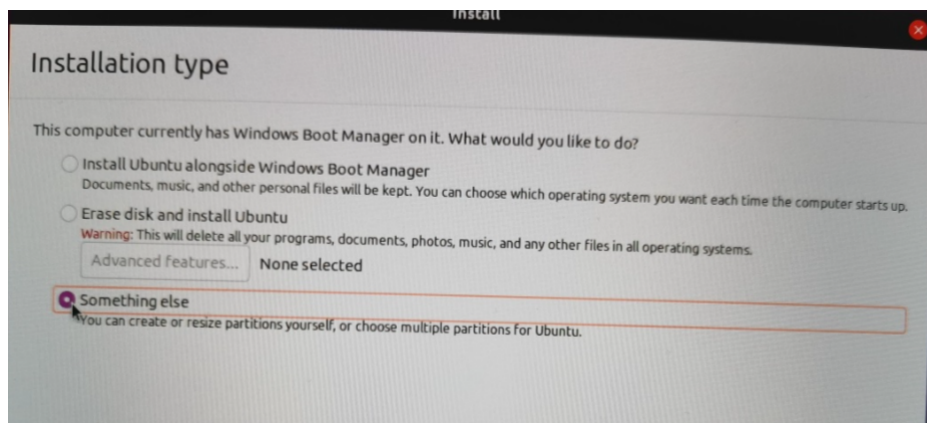 Install
Installation type
This computer currently has Windows Boot Manager on it. What would you like to do?
Install Ubuntu alongside Windows Boot Manager
Documents, music, and other personal files will be kept. You can choose which operating system you want each time the computer starts up.
Erase disk and install Ubuntu
Warning: This will delete all your programs, documents, photos, music, and any other files in all operating systems.
Advanced features... None selected
Something else
You can create or resize partitions yourself, or choose multiple partitions for Ubuntu.